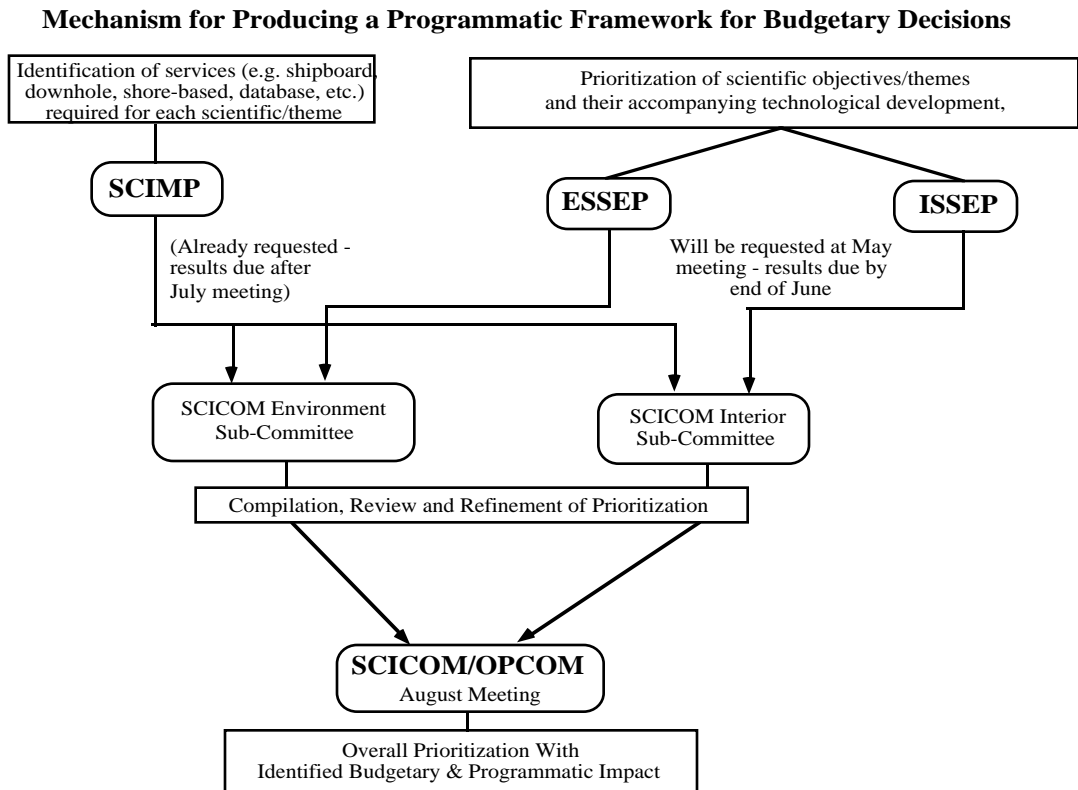 Mechanism for Producing a Programmatic Framework for Budgetary Decisions
Identification of services (e.g. shipboard,
downhole, shore-based, database, etc.)
required for each scientific/theme
Prioritization of scientific objectives/themes
and their accompanying technological development,
SCIMP
ESSEP
ISSEP
(Already requested -
results due after
July meeting)
Will be requested at May
meeting - results due by
end of June
SCICOM Environment
Sub-Committee
SCICOM Interior
Sub-Committee
Compilation, Review and Refinement of Prioritization
SCICOM/OPCOM
August Meeting
Overall Prioritization With
Identified Budgetary & Programmatic Impact